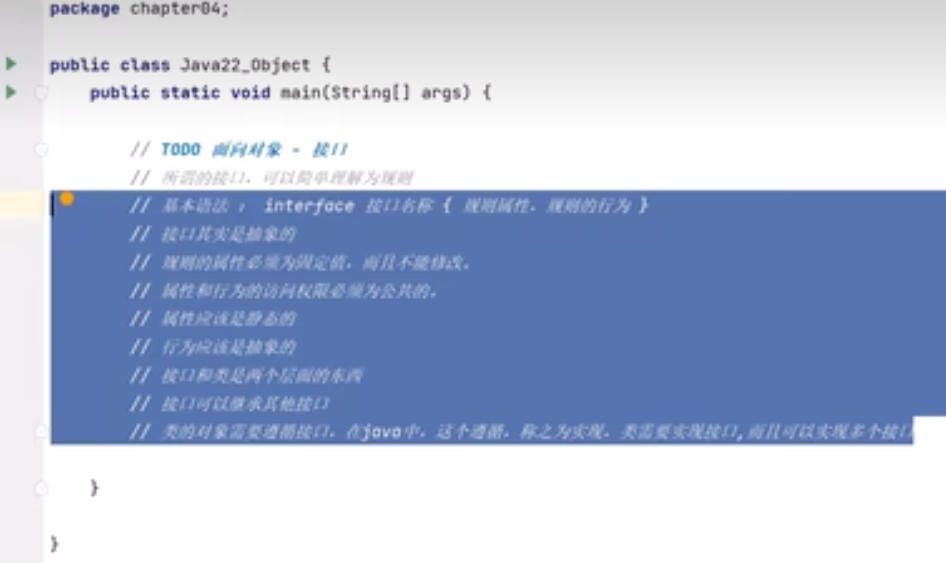 package chapter04;
public class Java22_Object {
public static void main(String[] args) {
// TODO 面向对象 - 接口
// 所谓的接口，可以简单理解为规则
// 基本语法 ： interface 接口名称 { 规则属性，规则的行为 }
// 接口其实是抽象的
// 规则的属性必须为固定值，而且不能修改。
// 属性和行为的访问权限必须为公共的。
// 属性应该是静态的
// 行为应该是抽象的
// 接口和类是两个层面的东西
// 接口可以继承其他接口
// 类的对象需要遵循接口，在java中，这个遵循，称之为实现，类需要实现接口,而且可以实现多个接口
}
}